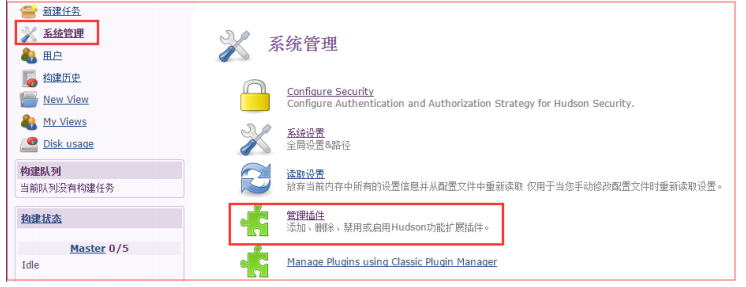 新建任务
系统管理
用户
构建历史
New View
My Views
Disk usage
构建队列
当前队列没有构建任务
构建状态
Master 0/5
Idle
系统管理
Configure Security
Configure Authentication and Authorization Strategy for Hudson Security.
系统设置
全局设置&路径
读取设置
放弃当前内存中所有的设置信息并从配置文件中重新读取 仅用于当您手动修改配置文件时重新读取设置。
管理插件
添加、删除、禁用或启用Hudson功能扩展插件。
Manage Plugins using Classic Plugin Manager